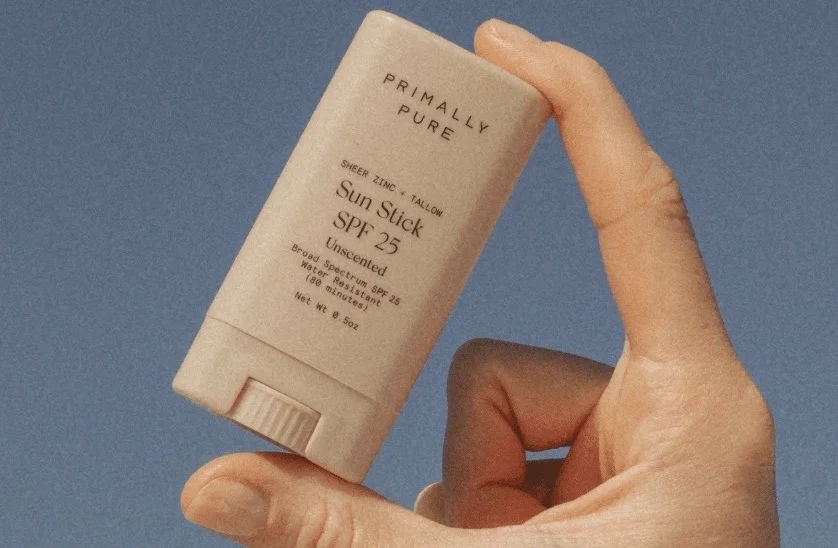 PRIMALLY
PURE
SHEER ZINC + TALLOW
Sun Stick
SPF 25
Unscented
Broad Spectrum SPF 25
Water Resistant
(80 minutes)
Net Wt 0.5oz